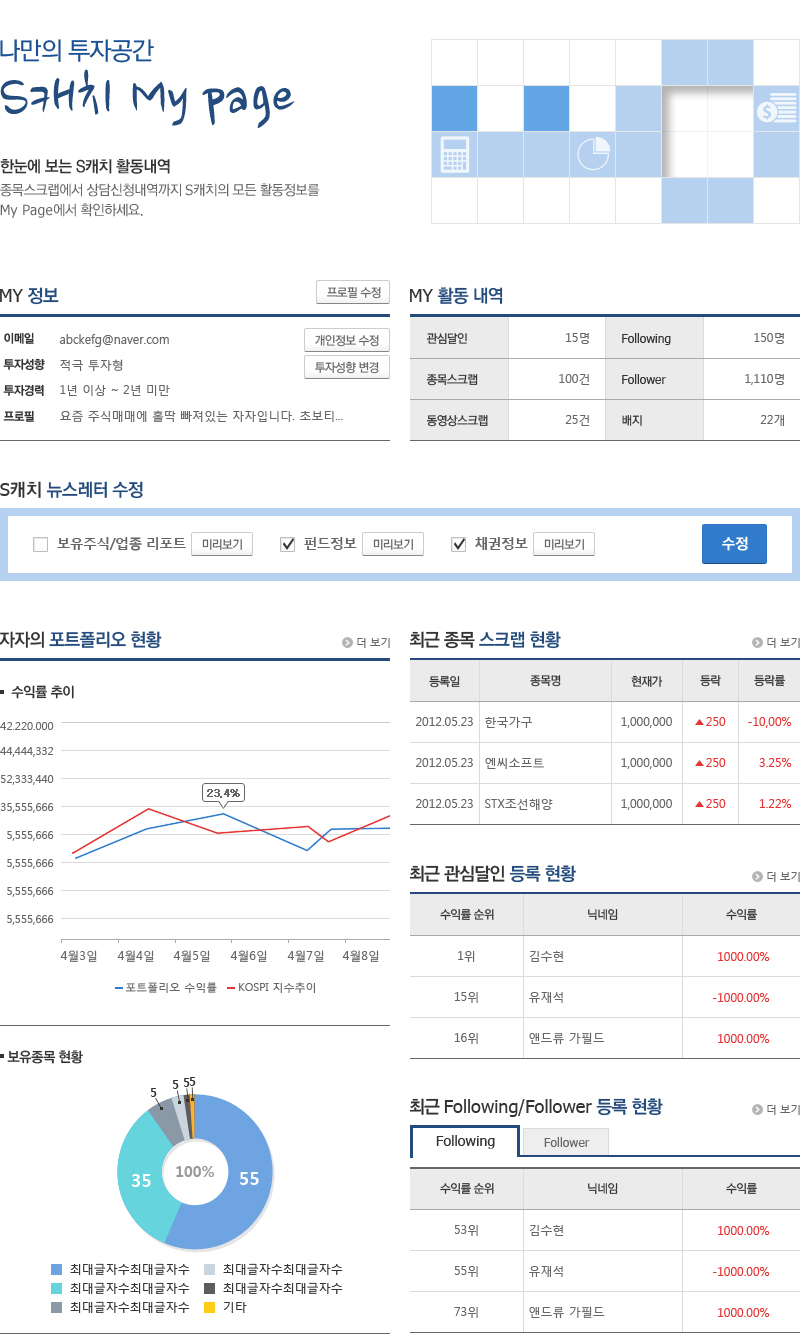 나만의 투자공간
S캐치 My page
한눈에 보는 S캐치 활동내역
종목스크랩에서 상담신청내역까지 S캐치의 모든 활동정보를
My Page에서 확인하세요.
MY 정보
프로필 수정
이메일 abckefg@naver.com
개인정보 수정
투자성향 적극 투자형
투자성향 변경
투자경력 1년 이상 ~ 2년 미만
프로필 요즘 주식매매에 홀딱 빠져있는 자자입니다. 초보티...
MY 활동 내역
관심달인 15명 Following 150명
종목스크랩 100건 Follower 1,110명
동영상스크랩 25건 배지 22개
S캐치 뉴스레터 수정
보유주식/업종 리포트 미리보기 펀드정보 미리보기 채권정보 미리보기 수정
자자의 포트폴리오 현황 더 보기
수익률 추이
42.220.000
44,444,332
52,333,440
35,555,666
5,555,666
5,555,666
5,555,666
5,555,666
23.4%
4월3일 4월4일 4월5일 4월6일 4월7일 4월8일
포트폴리오 수익률 KOSPI 지수추이
보유종목 현황
5 5 5 5
35 100% 55
최대글자수최대글자수 최대글자수최대글자수
최대글자수최대글자수 최대글자수최대글자수
최대글자수최대글자수 기타
최근 종목 스크랩 현황 더 보기
등록일 종목명 현재가 등락 등락률
2012.05.23 한국가구 1,000,000 ▲250 -10,00%
2012.05.23 엔씨소프트 1,000,000 ▲250 3.25%
2012.05.23 STX조선해양 1,000,000 ▲250 1.22%
최근 관심달인 등록 현황 더 보기
수익률 순위 닉네임 수익률
1위 김수현 1000.00%
15위 유재석 -1000.00%
16위 앤드류 가필드 1000.00%
최근 Following/Follower 등록 현황 더 보기
Following Follower
수익률 순위 닉네임 수익률
53위 김수현 1000.00%
55위 유재석 -1000.00%
73위 앤드류 가필드 1000.00%